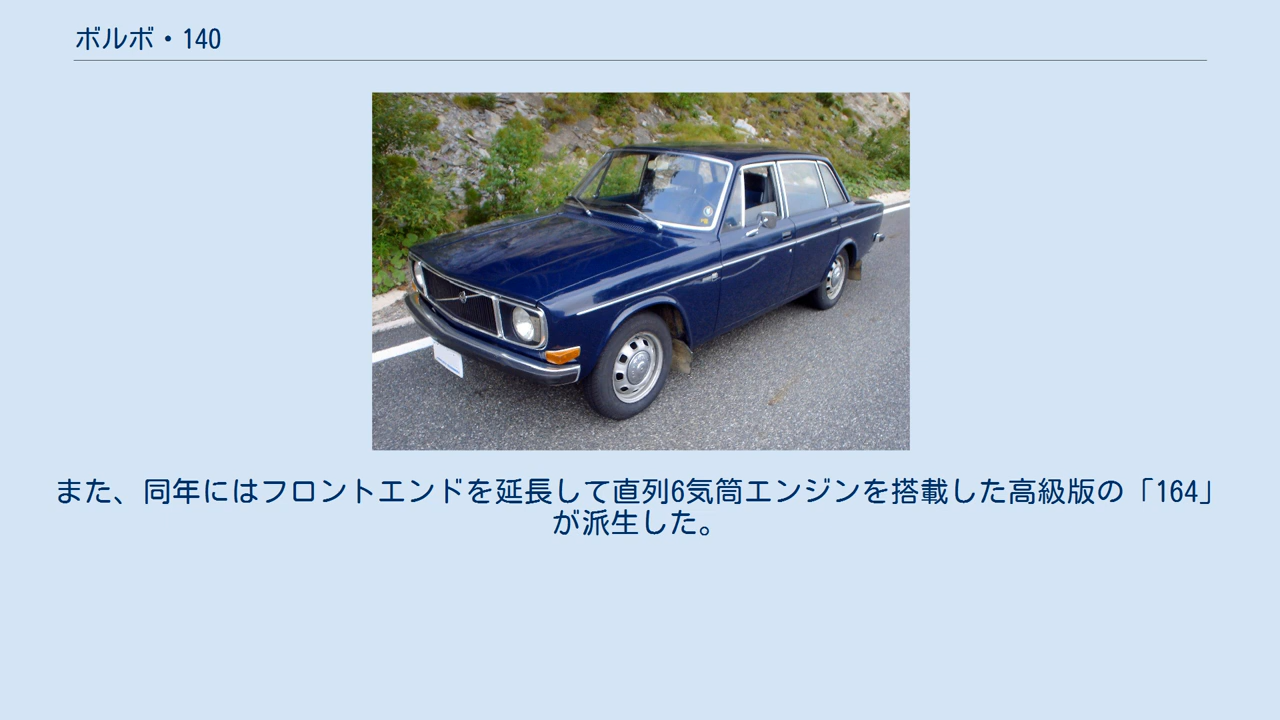 ボルボ・140
また、同年にはフロントエンドを延長して直列6気筒エンジンを搭載した高級版の「164」
が派生した。